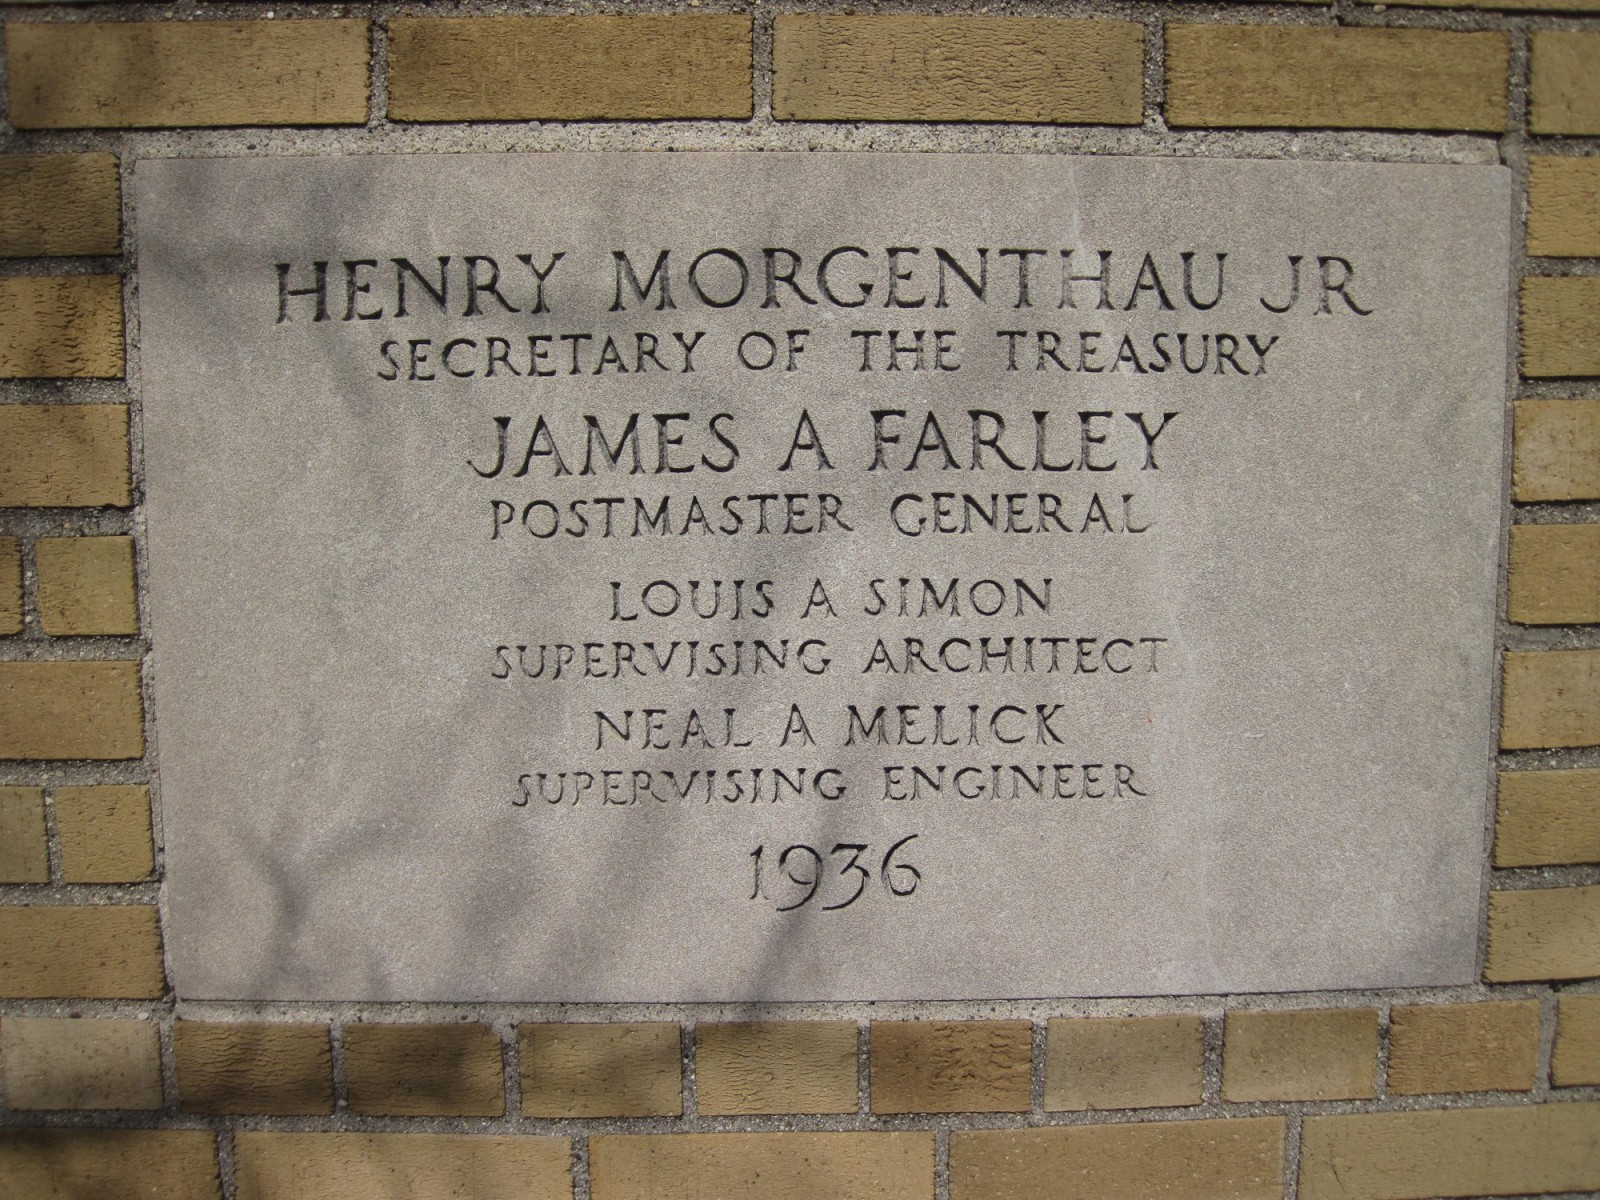 HENRY MORGENTHAU JR
SECRETARY OF THE TREASURY
JAMES A FARLEY
POSTMASTER GENERAL
LOUIS A SIMON
SUPERVISING ARCHITECT
NEAL A MELICK
SUPERVISING ENGINEER
1936